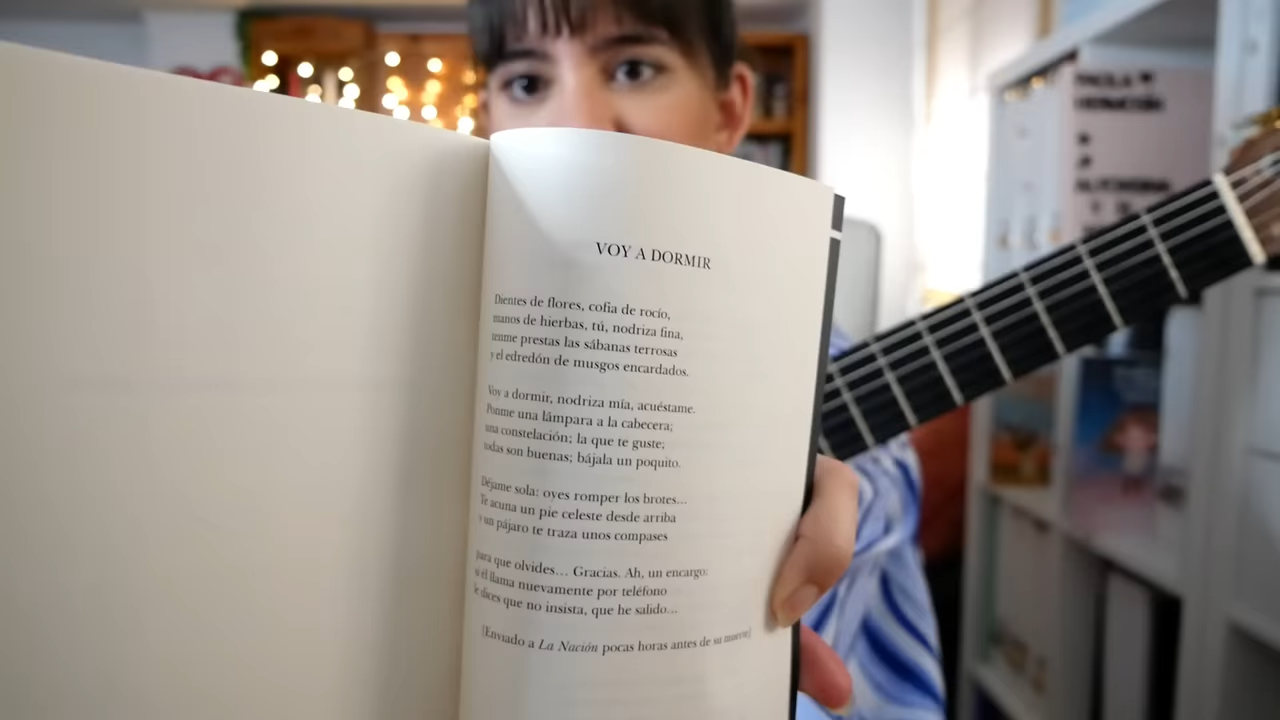 VOY A DORMIR
Dientes de flores, cofia de rocío,
manos de hierbas, tú, nodriza fina,
tenme prestas las sábanas terrosas
y el edredón de musgos encardados.
Voy a dormir, nodriza mía, acuéstame.
Ponme una lámpara a la cabecera;
una constelación; la que te guste;
todas son buenas; bájala un poquito.
Déjame sola: oyes romper los brotes...
Te acuna un pie celeste desde arriba
y un pájaro te traza unos compases
para que olvides... Gracias. Ah, un encargo:
si él llama nuevamente por teléfono
le dices que no insista, que he salido...
[Enviado a La Nación pocas horas antes de su muerte]